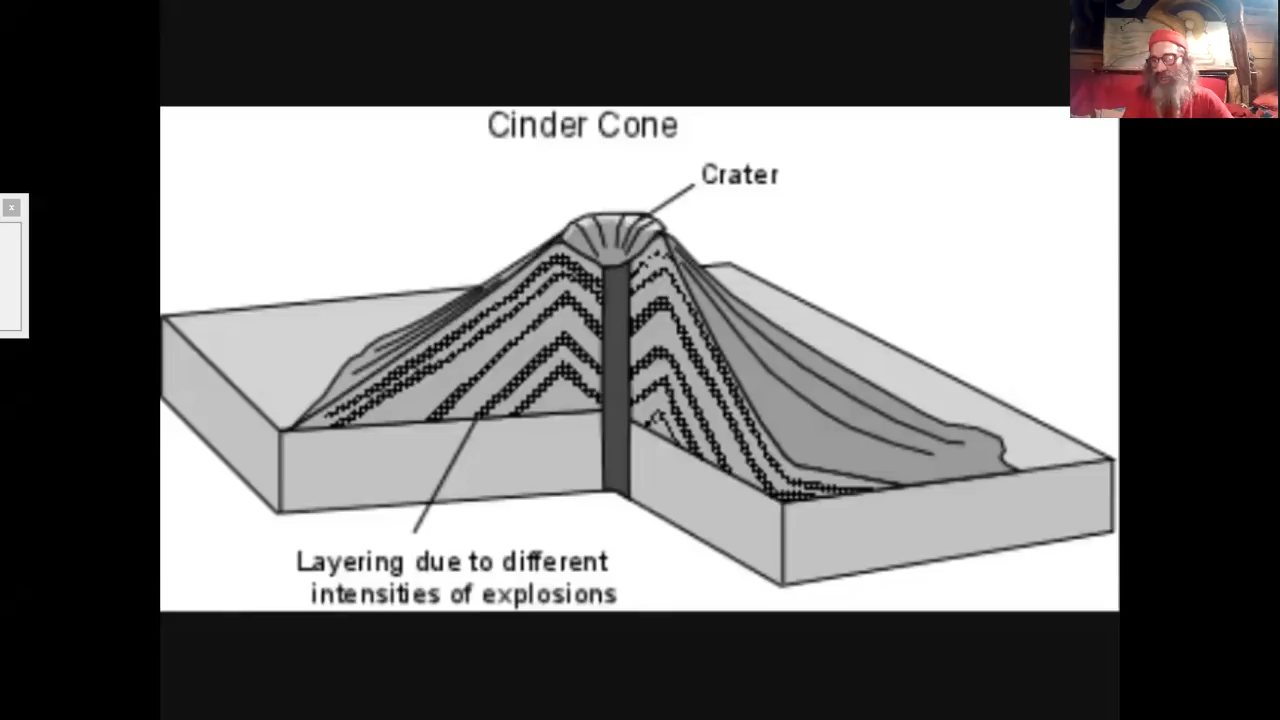 Cinder Cone
Crater
Layering due to different
intensities of explosions